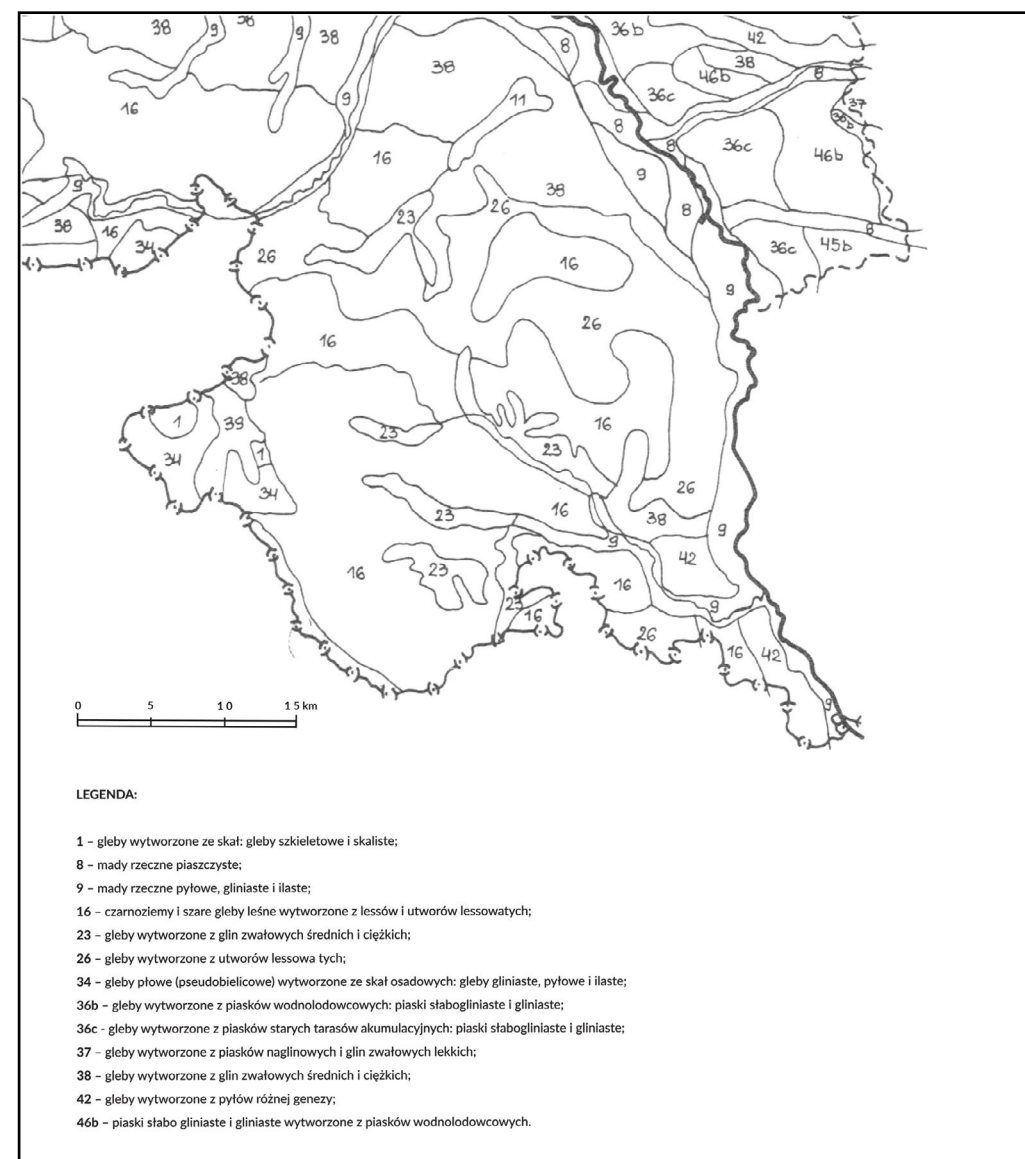 38 9 38 9 38 8 36b 42
38 46b 8
16 9 38 11 8 36c 37 36b
16 8 36c 46b
9 38 9
38 16 34 23 26 8 8
26 16 36c 45b
9
16 26
38
1 39 16
34 1 23 23
34 26
23 16 38 9
9 42
16 23 16
23 9
16 26 16 42
9
0 5 10 15 km
LEGENDA:
1 – gleby wytworzone ze skał: gleby szkieletowe i skaliste;
8 – mady rzeczne piaszczyste;
9 – mady rzeczne pyłowe, gliniaste i ilaste;
16 – czarnoziemy i szare gleby leśne wytworzone z lessów i utworów lessowatych;
23 – gleby wytworzone z glin zwałowych średnich i ciężkich;
26 – gleby wytworzone z utworów lessowa tych;
34 – gleby płowe (pseudobielicowe) wytworzone ze skał osadowych: gleby gliniaste, pyłowe i ilaste;
36b – gleby wytworzone z piasków wodnolodowcowych: piaski słabogliniaste i gliniaste;
36c - gleby wytworzone z piasków starych tarasów akumulacyjnych: piaski słabogliniaste i gliniaste;
37 – gleby wytworzone z piasków naglinowych i glin zwałowych lekkich;
38 – gleby wytworzone z glin zwałowych średnich i ciężkich;
42 – gleby wytworzone z pyłów różnej genezy;
46b – piaski słabo gliniaste i gliniaste wytworzone z piasków wodnolodowcowych.